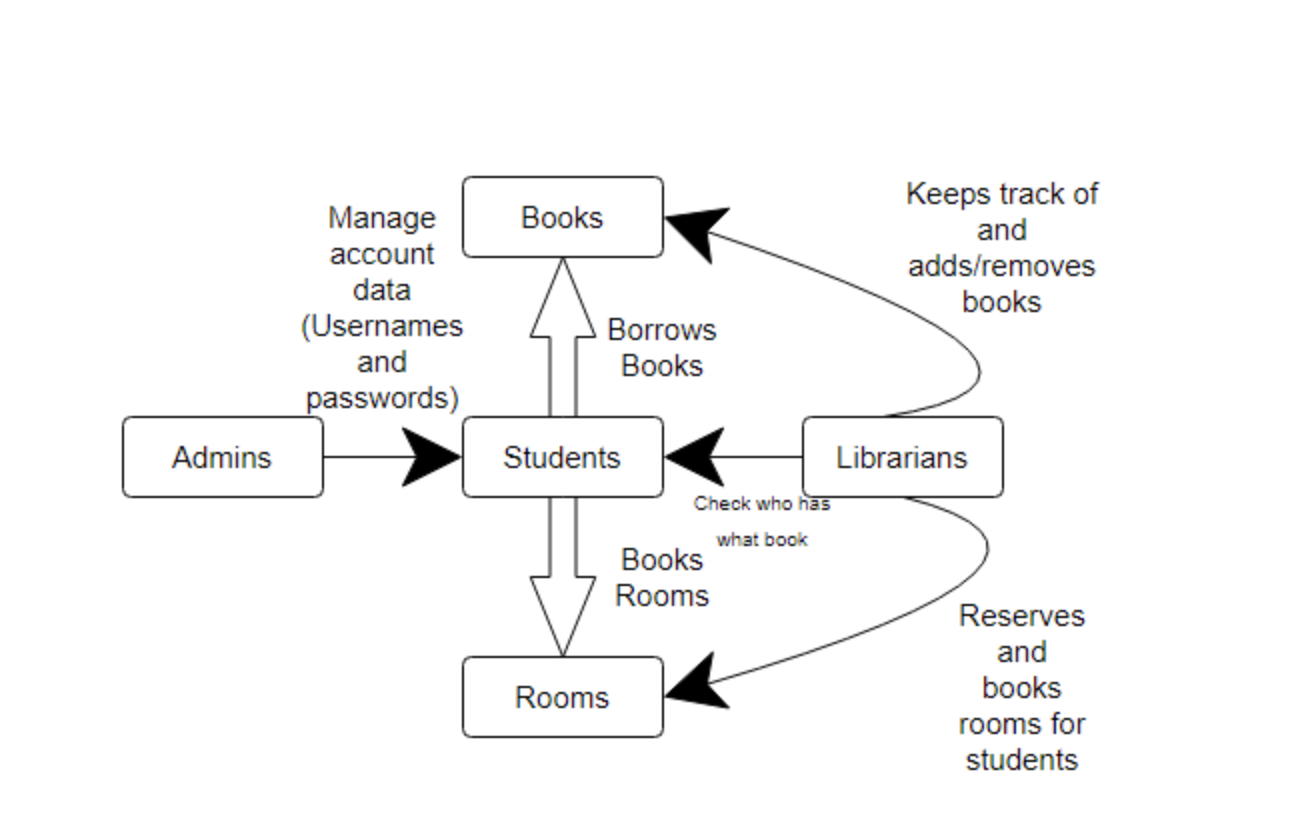 Books
Manage
account
data
(Usernames
and
passwords)
Keeps track of
and
adds/removes
books
Borrows
Books
Admins
Students
Librarians
Check who has
what book
Books
Rooms
Reserves
and
books
rooms for
students
Rooms